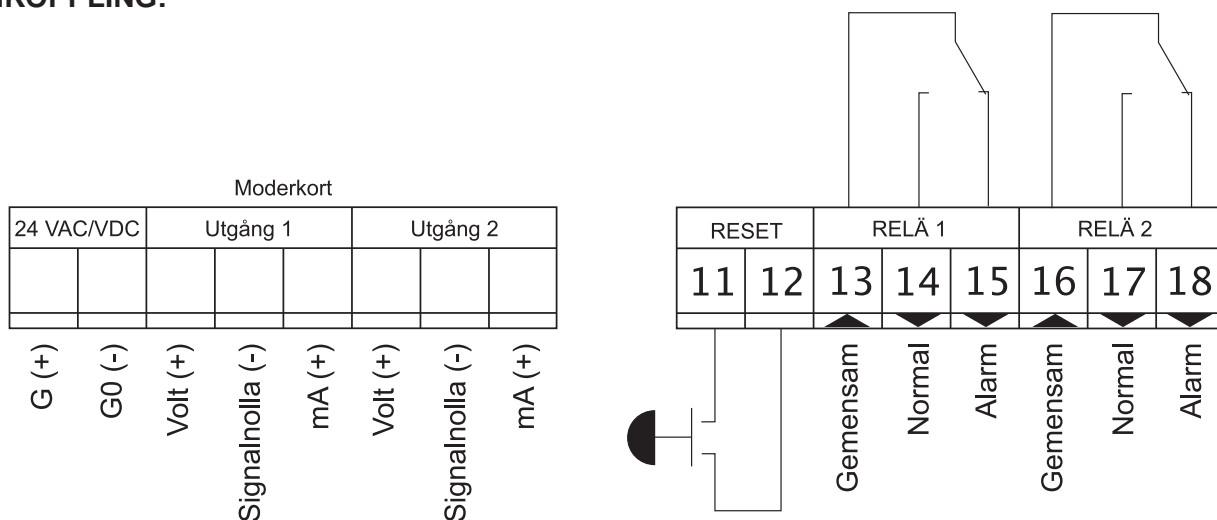 Moderkort
24 VAC/VDC Utgång 1 Utgång 2
G (+)
G0 (-)
Volt (+)
Signalnolla (-)
mA (+)
Volt (+)
Signalnolla (-)
mA (+)
RESET RELÄ 1 RELÄ 2
11 12 13 14 15 16 17 18
Gemensam
Normal
Alarm
Gemensam
Normal
Alarm